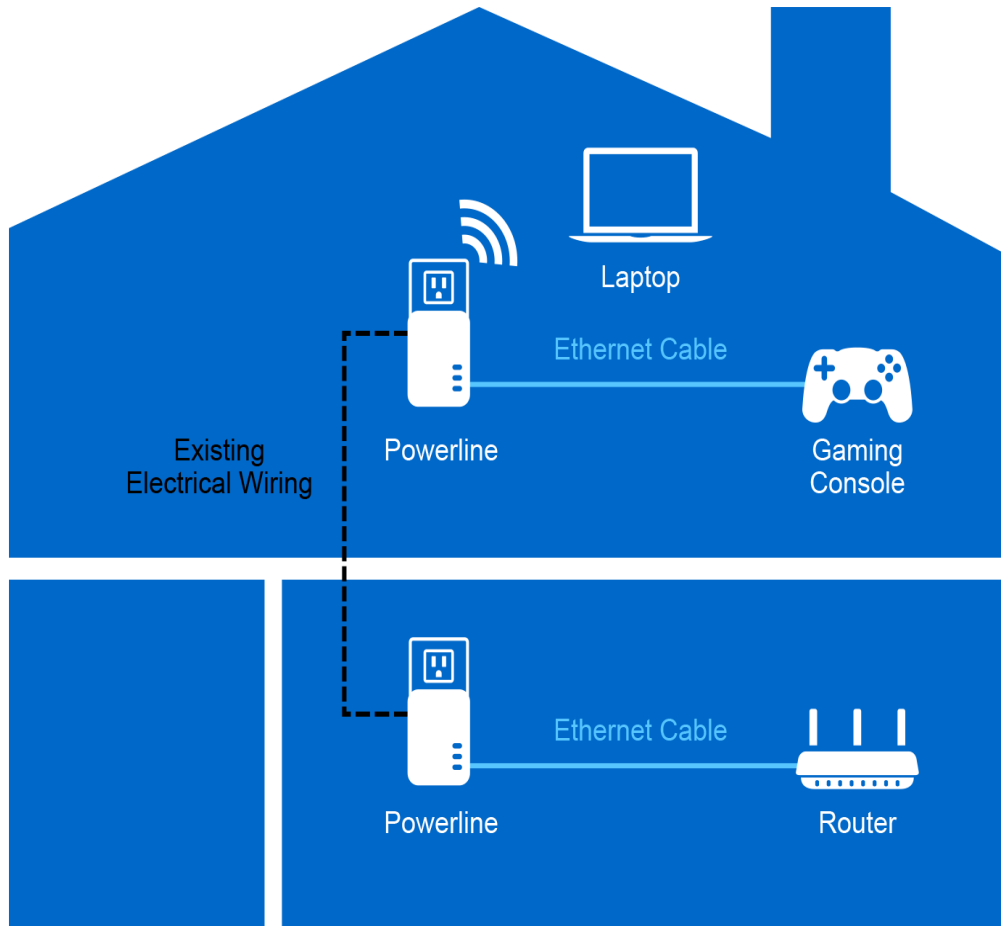 Laptop
Ethernet Cable
Existing
Electrical Wiring
Powerline
Gaming
Console
Ethernet Cable
Powerline
Router